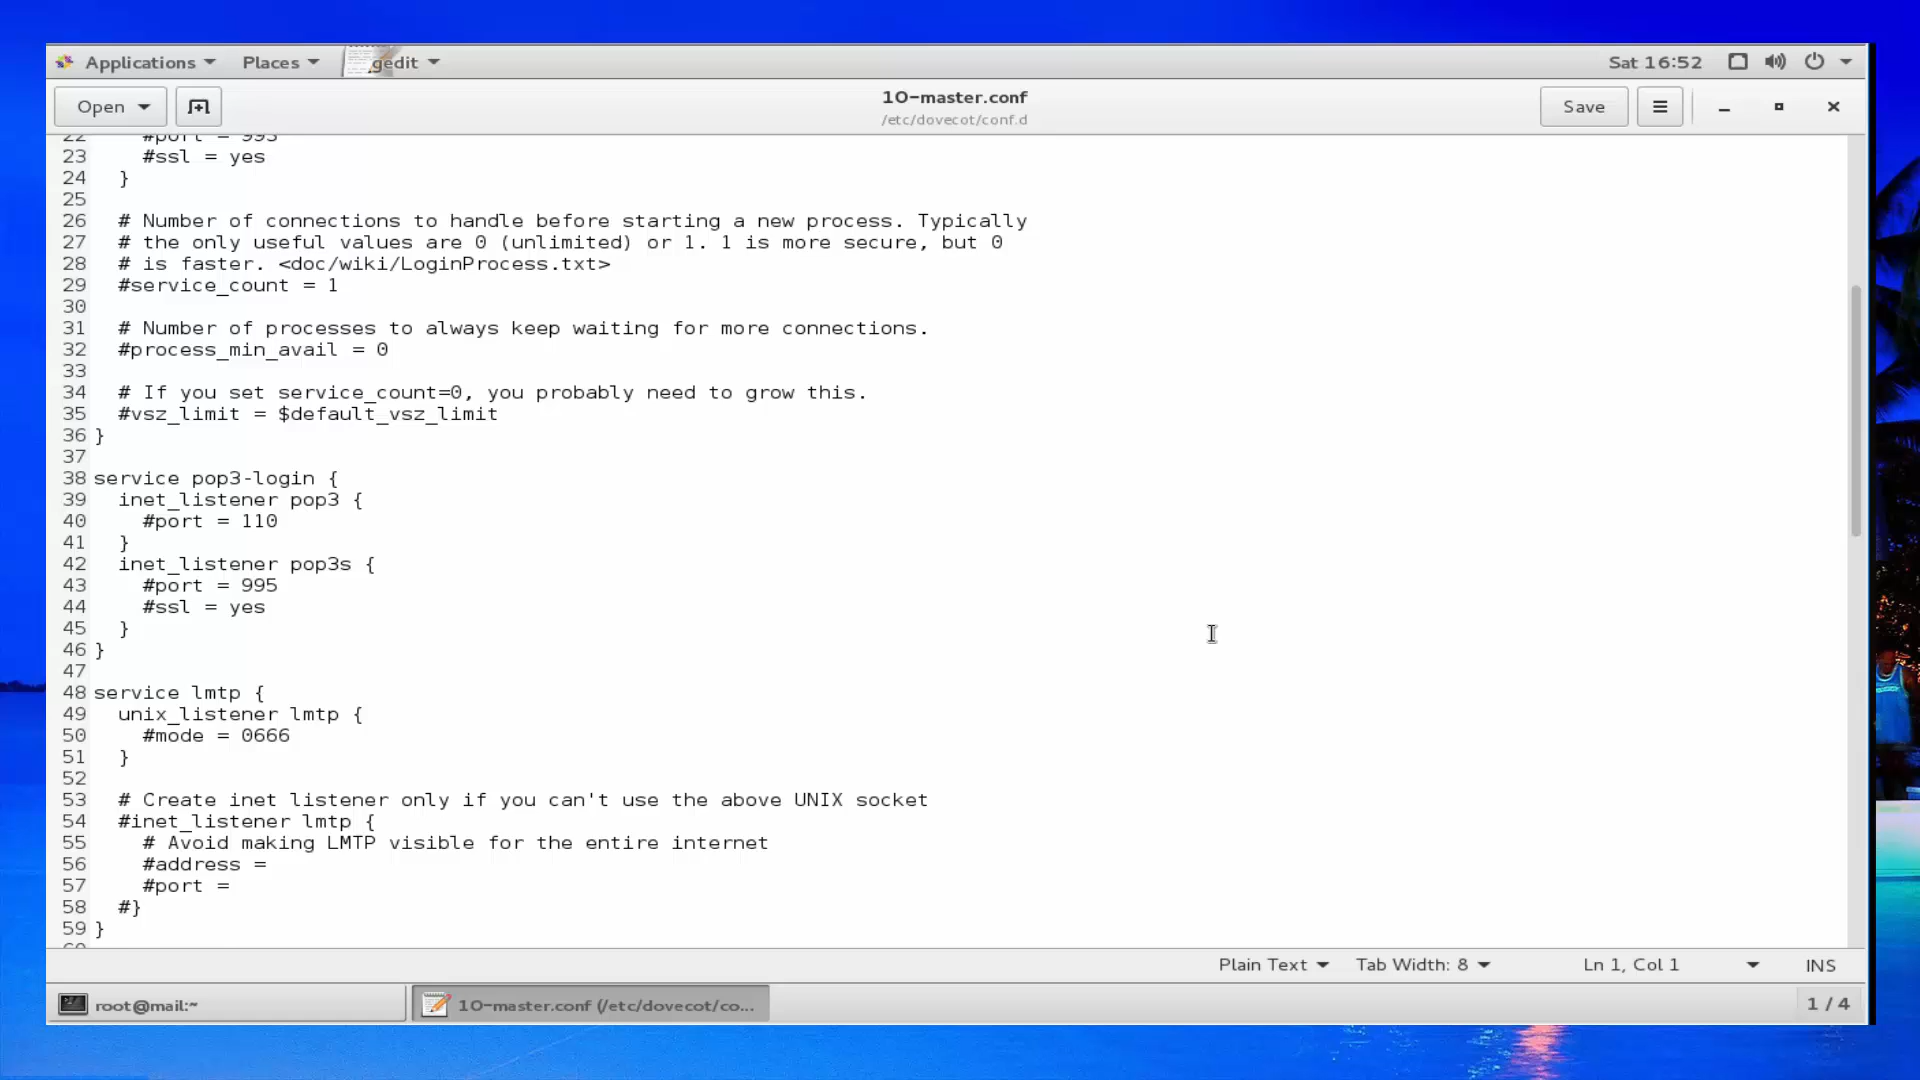 Applications Places gedit Sat 16:52
Open 10-master.conf Save
/etc/dovecot/conf.d
22     #port = 993
23     #ssl = yes
24   }
25
26   # Number of connections to handle before starting a new process. Typically
27   # the only useful values are 0 (unlimited) or 1. 1 is more secure, but 0
28   # is faster. <doc/wiki/LoginProcess.txt>
29   #service_count = 1
30
31   # Number of processes to always keep waiting for more connections.
32   #process_min_avail = 0
33
34   # If you set service_count=0, you probably need to grow this.
35   #vsz_limit = $default_vsz_limit
36 }
37
38 service pop3-login {
39   inet_listener pop3 {
40     #port = 110
41   }
42   inet_listener pop3s {
43     #port = 995
44     #ssl = yes
45   }
46 }
47
48 service lmtp {
49   unix_listener lmtp {
50     #mode = 0666
51   }
52
53   # Create inet listener only if you can't use the above UNIX socket
54   #inet_listener lmtp {
55     # Avoid making LMTP visible for the entire internet
56     #address =
57     #port =
58   #}
59 }
60
Plain Text Tab Width: 8 Ln 1, Col 1 INS
root@mail:~ 10-master.conf (/etc/dovecot/co... 1 / 4